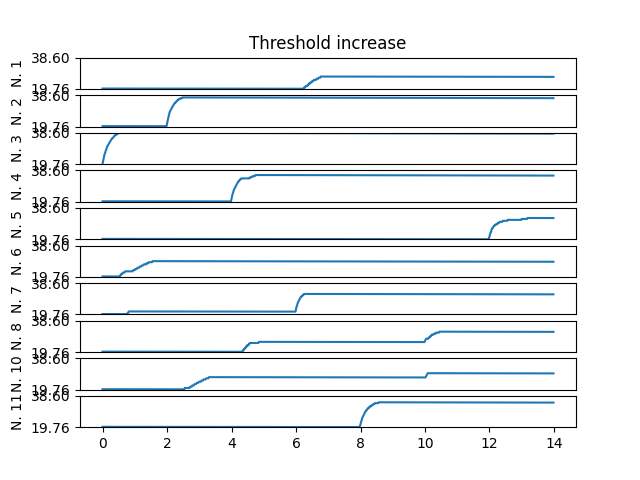 Threshold increase
38.60
N. 1
19.76
38.60
N. 2
19.76
38.60
N. 3
19.76
38.60
N. 4
19.76
38.60
N. 5
19.76
38.60
N. 6
19.76
38.60
N. 7
19.76
38.60
N. 8
19.76
38.60
N. 10
19.76
38.60
N. 11
19.76
0 2 4 6 8 10 12 14